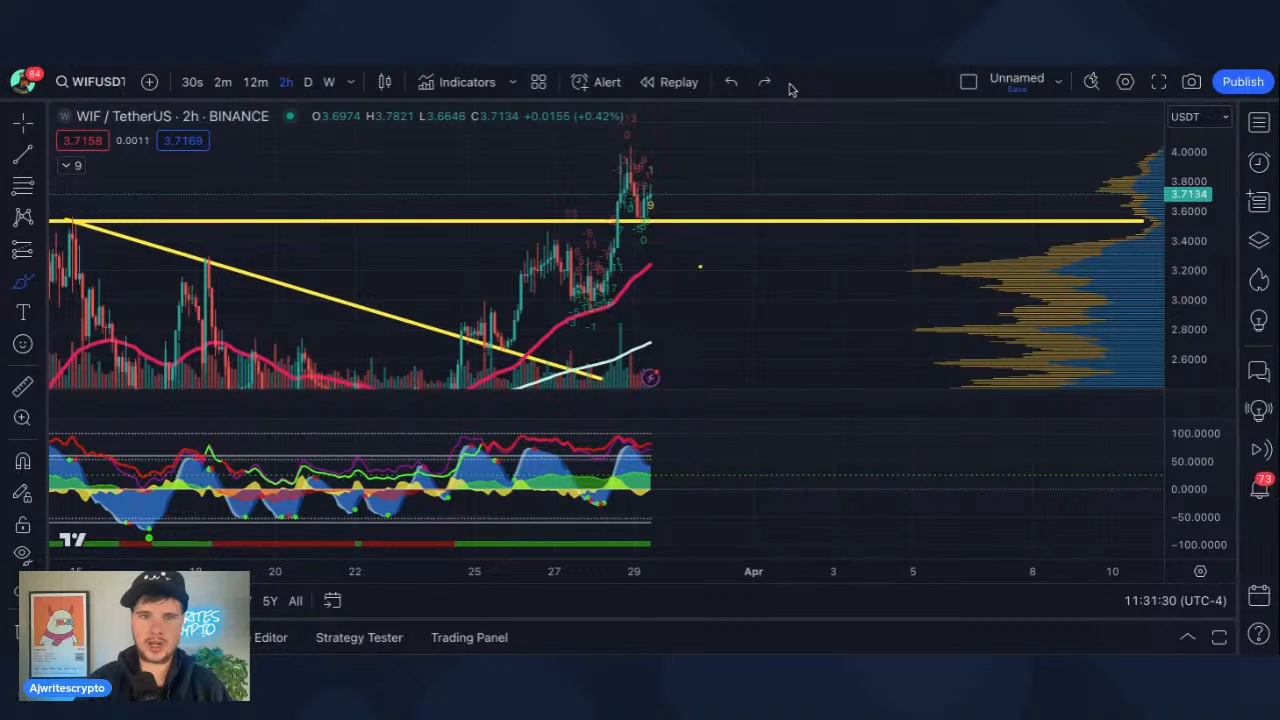 84
WIFUSDT
30s 2m 12m 2h D W
Indicators
Alert
Replay
Unnamed
Save
Publish
W WIF / TetherUS · 2h · BINANCE O3.6974 H3.7821 L3.6646 C3.7134 +0.0155 (+0.42%)
USDT
3.7158 0.0011 3.7169
9
4.0000
3.8000
3.7134
3.6000
3.4000
3.2000
3.0000
2.8000
2.6000
100.0000
50.0000
73
0.0000
−50.0000
−100.0000
20 22 25 27 29 Apr 3 5 8 10
5Y All
11:31:30 (UTC-4)
Editor Strategy Tester Trading Panel
Ajwritescrypto